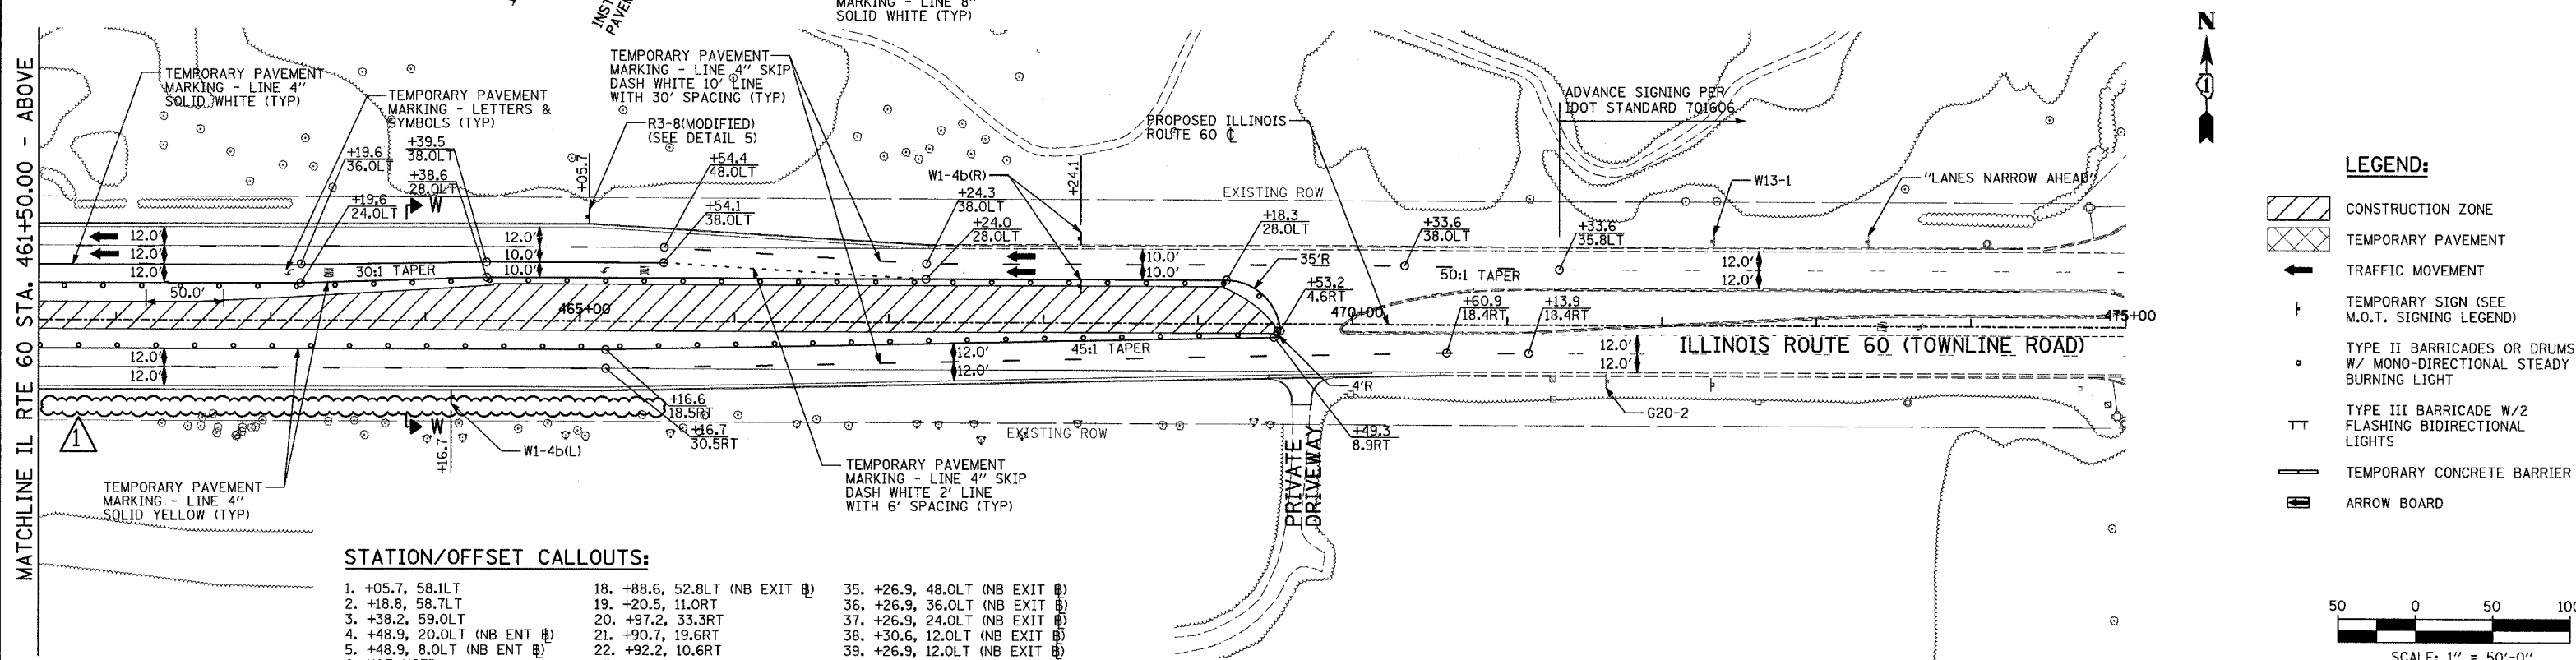 MARKING - LINE 8"
SOLID WHITE (TYP)
MATCHLINE IL RTE 60 STA. 461+50.00 - ABOVE
TEMPORARY PAVEMENT
MARKING - LINE 4"
SOLID WHITE (TYP)
TEMPORARY PAVEMENT
MARKING - LETTERS &
SYMBOLS (TYP)
TEMPORARY PAVEMENT
MARKING - LINE 4" SKIP
DASH WHITE 10' LINE
WITH 30' SPACING (TYP)
R3-8(MODIFIED)
(SEE DETAIL 5)
PROPOSED ILLINOIS
ROUTE 60 ℄
ADVANCE SIGNING PER
IDOT STANDARD 701606
+19.6
36.0LT
+39.5
38.0LT
+38.6
28.0LT
+19.6
24.0LT
W
+05.7
+54.4
48.0LT
+54.1
38.0LT
W1-4b(R)
+24.3
38.0LT
+24.0
28.0LT
+24.1
EXISTING ROW
+18.3
28.0LT
35'R
+53.2
4.6RT
+33.6
38.0LT
+33.6
35.8LT
W13-1
"LANES NARROW AHEAD"
12.0'
12.0'
12.0'
30:1 TAPER
50.0'
12.0'
10.0'
10.0'
10.0'
10.0'
50:1 TAPER
12.0'
12.0'
465+00
470+00
475+00
+60.9
18.4RT
+13.9
18.4RT
12.0'
12.0'
12.0'
12.0'
45:1 TAPER
12.0'
12.0'
ILLINOIS ROUTE 60 (TOWNLINE ROAD)
+16.6
18.5RT
+16.7
30.5RT
4'R
G20-2
+49.3
8.9RT
1
W
+16.7
W1-4b(L)
EXISTING ROW
PRIVATE
DRIVEWAY
TEMPORARY PAVEMENT
MARKING - LINE 4"
SOLID YELLOW (TYP)
TEMPORARY PAVEMENT
MARKING - LINE 4" SKIP
DASH WHITE 2' LINE
WITH 6' SPACING (TYP)
STATION/OFFSET CALLOUTS:
1. +05.7, 58.1LT
2. +18.8, 58.7LT
3. +38.2, 59.0LT
4. +48.9, 20.0LT (NB ENT B)
5. +48.9, 8.0LT (NB ENT B)
18. +88.6, 52.8LT (NB EXIT B)
19. +20.5, 11.0RT
20. +97.2, 33.3RT
21. +90.7, 19.6RT
22. +92.2, 10.6RT
35. +26.9, 48.0LT (NB EXIT B)
36. +26.9, 36.0LT (NB EXIT B)
37. +26.9, 24.0LT (NB EXIT B)
38. +30.6, 12.0LT (NB EXIT B)
39. +26.9, 12.0LT (NB EXIT B)
N
1
LEGEND:
CONSTRUCTION ZONE
TEMPORARY PAVEMENT
TRAFFIC MOVEMENT
TEMPORARY SIGN (SEE
M.O.T. SIGNING LEGEND)
TYPE II BARRICADES OR DRUMS
W/ MONO-DIRECTIONAL STEADY
BURNING LIGHT
TYPE III BARRICADE W/2
FLASHING BIDIRECTIONAL
LIGHTS
TEMPORARY CONCRETE BARRIER
ARROW BOARD
50 0 50 100
SCALE: 1" = 50'-0"